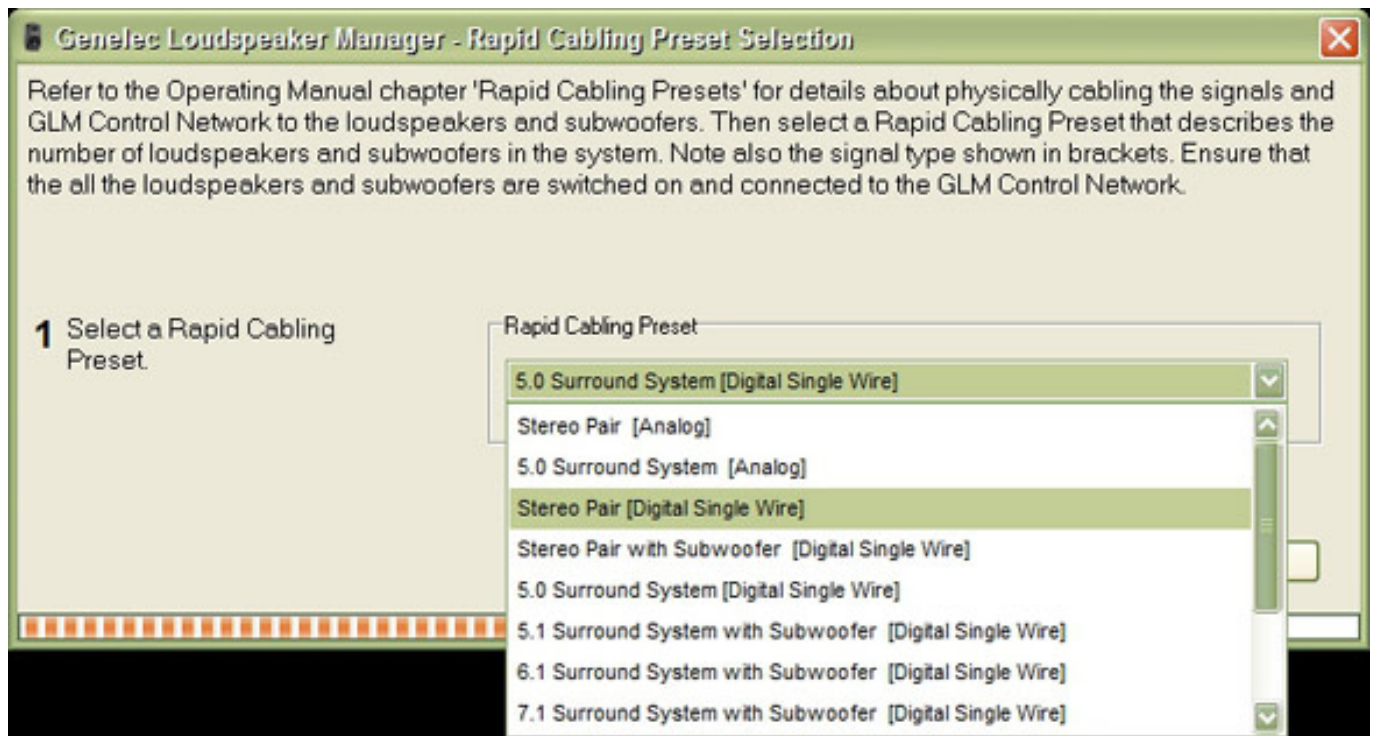 Genelec Loudspeaker Manager - Rapid Cabling Preset Selection
Refer to the Operating Manual chapter 'Rapid Cabling Presets' for details about physically cabling the signals and
GLM Control Network to the loudspeakers and subwoofers. Then select a Rapid Cabling Preset that describes the
number of loudspeakers and subwoofers in the system. Note also the signal type shown in brackets. Ensure that
the all the loudspeakers and subwoofers are switched on and connected to the GLM Control Network.
1 Select a Rapid Cabling
Preset.
Rapid Cabling Preset
5.0 Surround System [Digital Single Wire]
Stereo Pair [Analog]
5.0 Surround System [Analog]
Stereo Pair [Digital Single Wire]
Stereo Pair with Subwoofer [Digital Single Wire]
5.0 Surround System [Digital Single Wire]
5.1 Surround System with Subwoofer [Digital Single Wire]
6.1 Surround System with Subwoofer [Digital Single Wire]
7.1 Surround System with Subwoofer [Digital Single Wire]